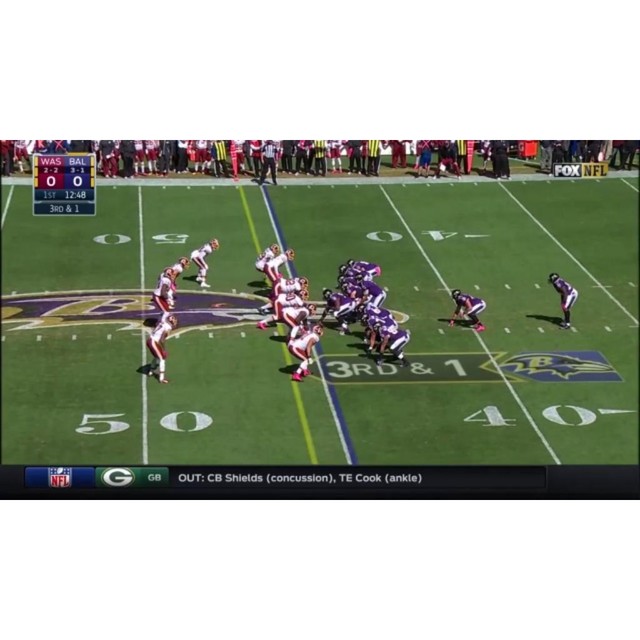 WAS BAL
2-2 3-1
0 0
1ST 12:48
3RD & 1
FOX NFL
50 40
B
3RD & 1
B
50 40
NFL G GB OUT: CB Shields (concussion), TE Cook (ankle)